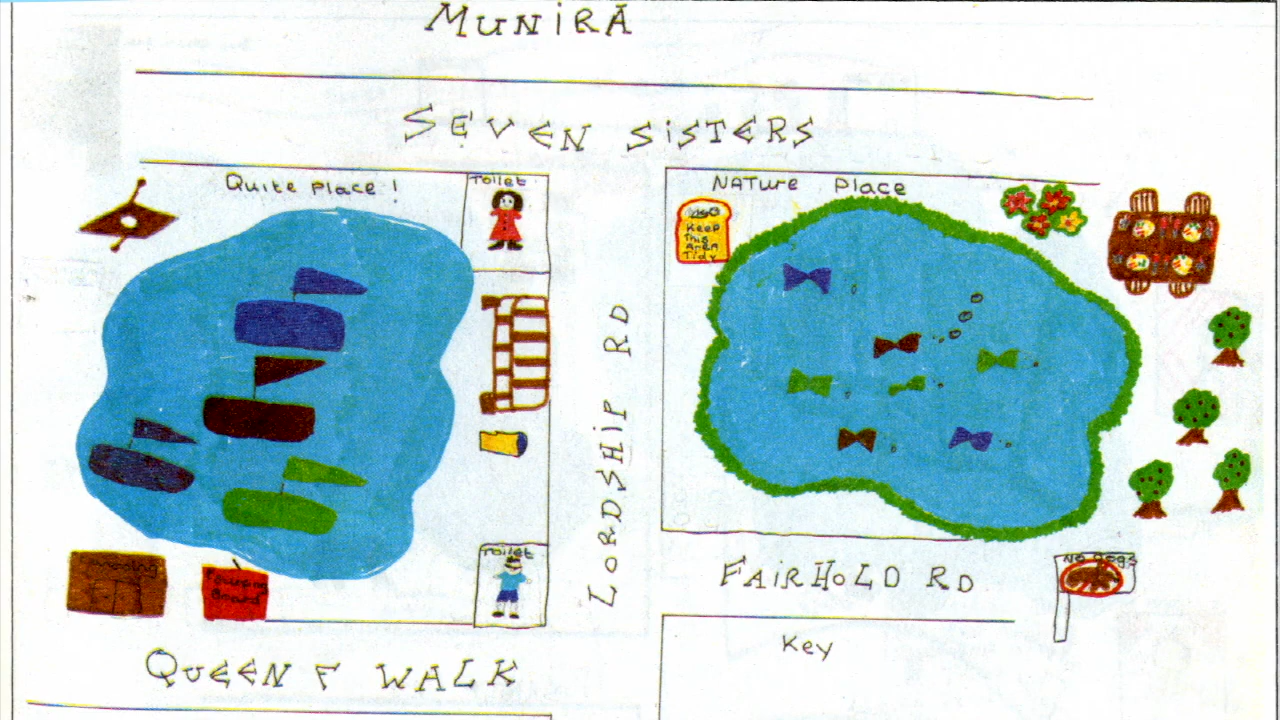 MUNIRA
SEVEN SISTERS
Quite Place!
Toilet
NATure Place
Keep
This
AreA
Tidy
LORDSHIP RD
Toilet
Board
FAIRHOLD RD
NO DOGS
QUEEN F WALK
Key